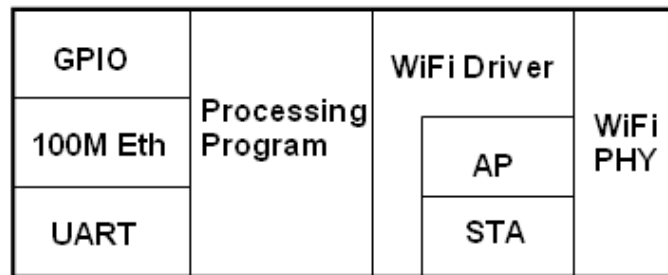 GPIO
100M Eth
UART
Processing
Program
WiFi Driver
AP
STA
WiFi
PHY